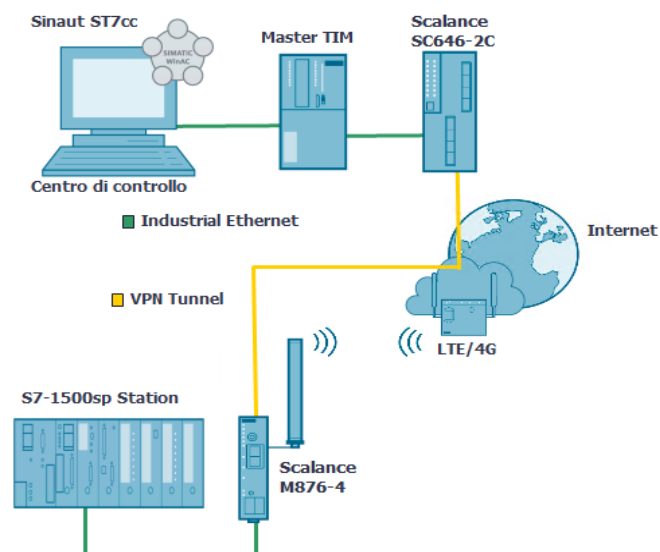 Sinaut ST7cc
SIMATIC
WinAC
Master TIM
Scalance
SC646-2C
Centro di controllo
Industrial Ethernet
Internet
VPN Tunnel
LTE/4G
S7-1500sp Station
Scalance
M876-4